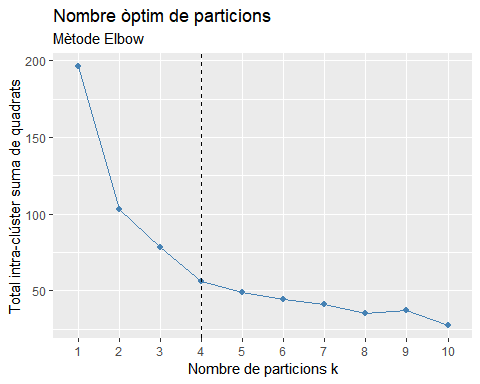 Nombre òptim de particions
Mètode Elbow
Total intra-clúster suma de quadrats
200
150
100
50
1 2 3 4 5 6 7 8 9 10
Nombre de particions k